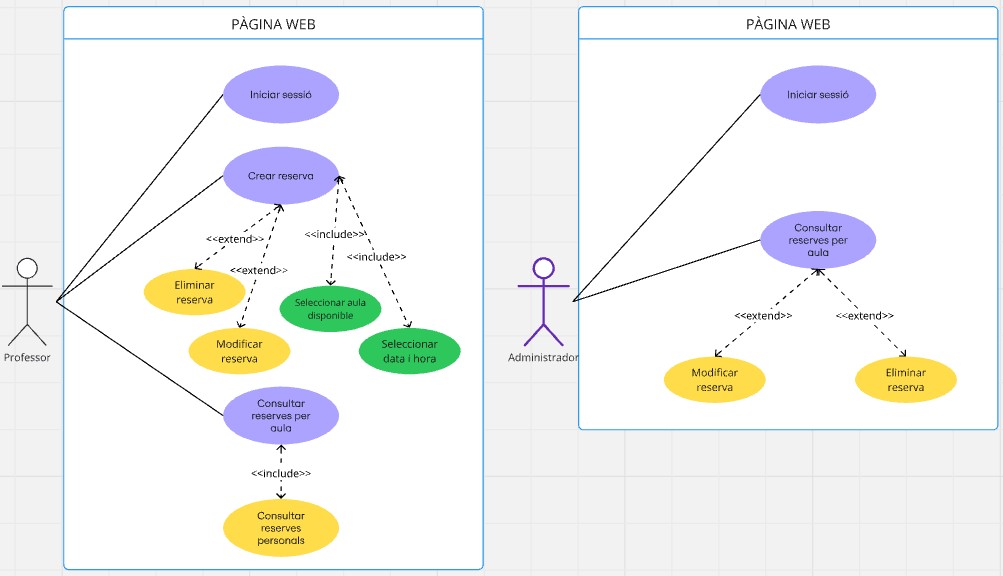 PÀGINA WEB
Iniciar sessió
Crear reserva
<<extend>>
<<include>>
<<include>>
<<extend>>
Eliminar
reserva
Seleccionar aula
disponible
Modificar
reserva
Seleccionar
data i hora
Professor
Consultar
reserves per
aula
<<include>>
Consultar
reserves
personals
PÀGINA WEB
Iniciar sessió
Consultar
reserves per
aula
<<extend>>
<<extend>>
Administrador
Modificar
reserva
Eliminar
reserva